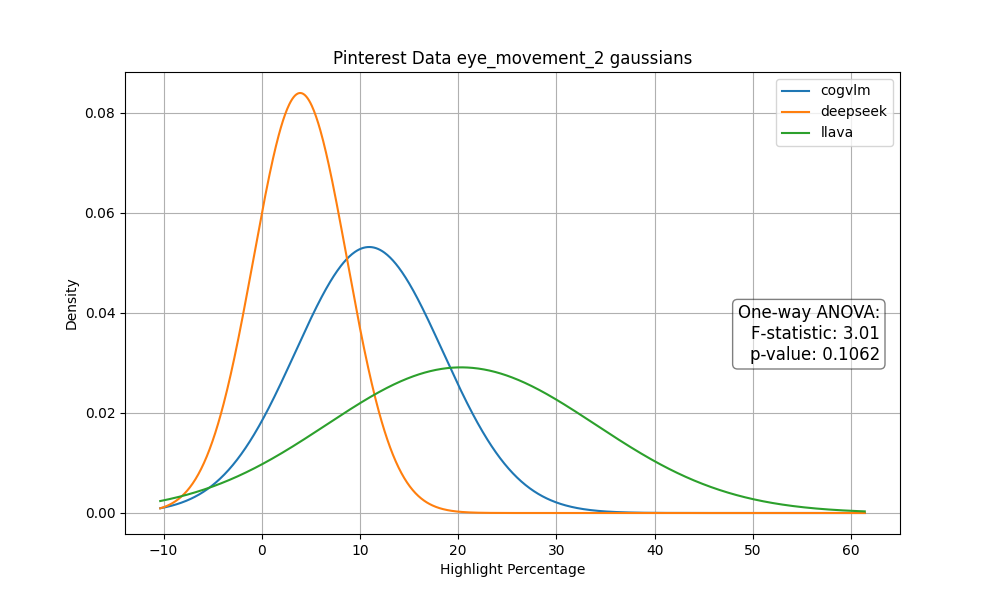 Pinterest Data eye_movement_2 gaussians
cogvlm
deepseek
llava
0.08
0.06
0.04
0.02
0.00
Density
One-way ANOVA:
F-statistic: 3.01
p-value: 0.1062
−10
0
10
20
30
40
50
60
Highlight Percentage